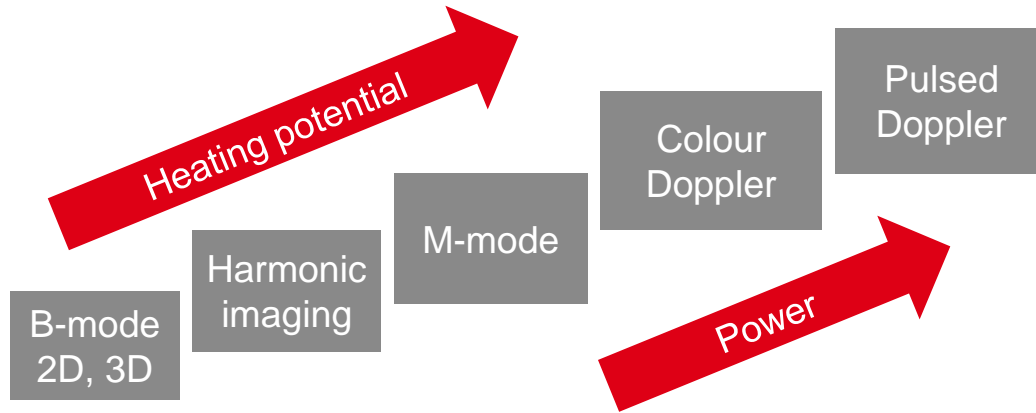 Heating potential
Pulsed
Doppler
Colour
Doppler
M-mode
Harmonic
imaging
B-mode
2D, 3D
Power